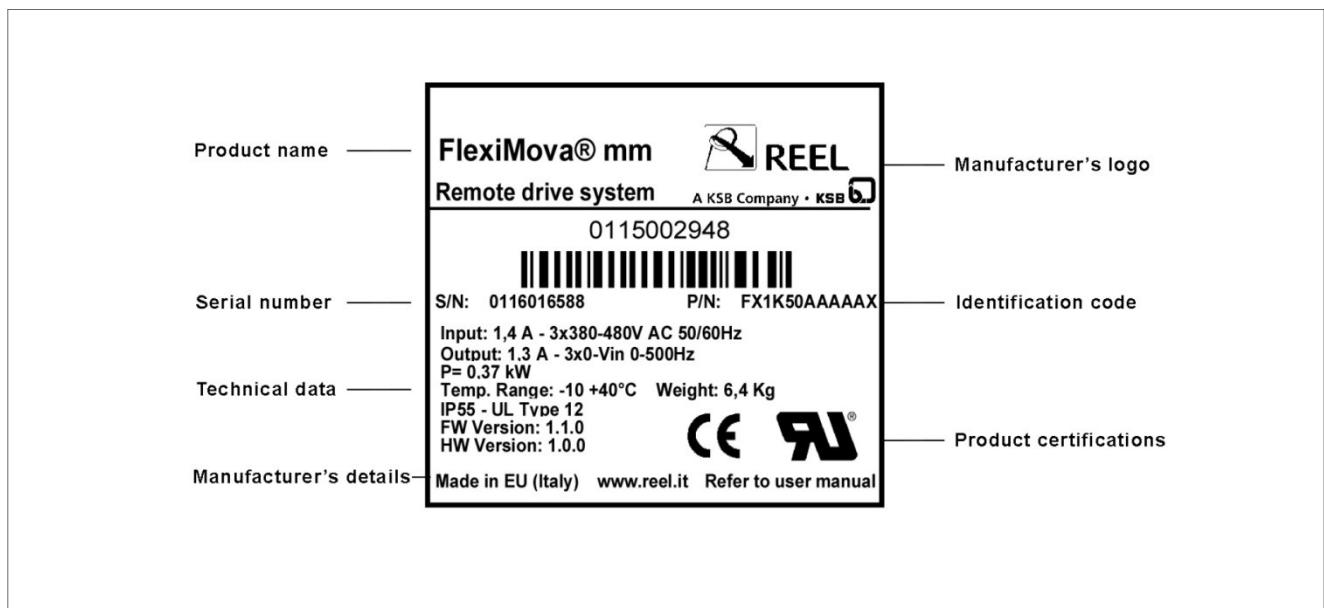 Product name
FlexiMova® mm
REEL
Manufacturer's logo
Remote drive system
A KSB Company • KSB
0115002948
Serial number
S/N: 0116016588 P/N: FX1K50AAAAAX
Identification code
Input: 1,4 A - 3x380-480V AC 50/60Hz
Output: 1,3 A - 3x0-Vin 0-500Hz
P= 0,37 kW
Technical data
Temp. Range: -10 +40°C Weight: 6,4 Kg
IP55 - UL Type 12
FW Version: 1.1.0
HW Version: 1.0.0
CE
RU®
Product certifications
Manufacturer's details
Made in EU (Italy) www.reel.it Refer to user manual